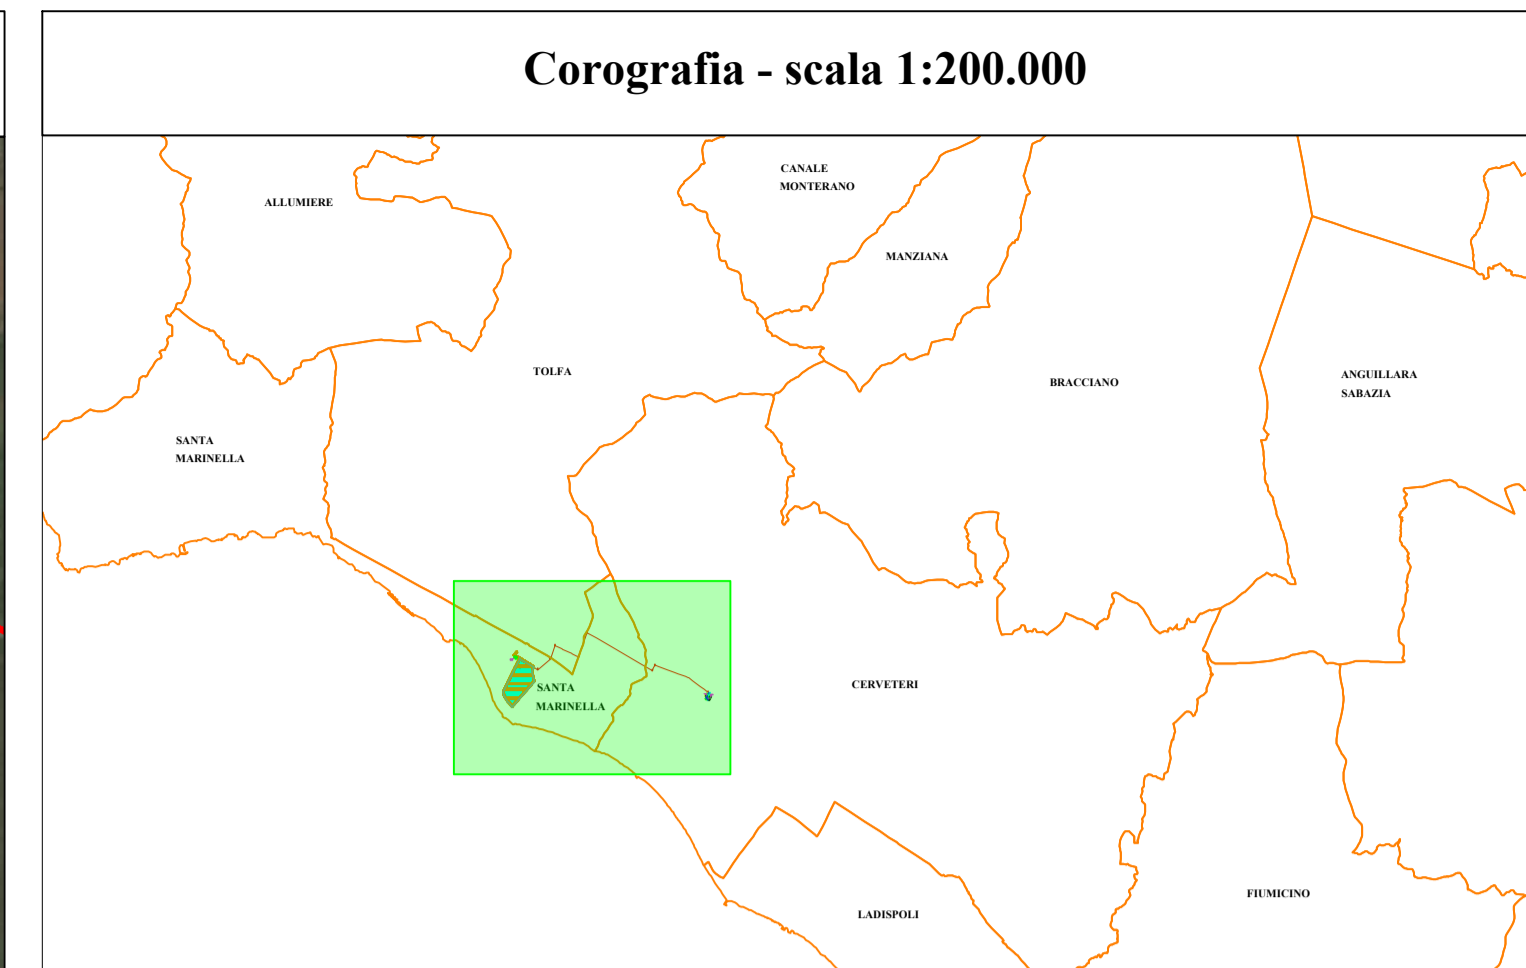 Corografia - scala 1:200.000
CANALE
MONTERANO
ALLUMIERE
MANZIANA
TOLFA
BRACCIANO
ANGUILLARA
SABAZIA
SANTA
MARINELLA
SANTA
MARINELLA
CERVETERI
FIUMICINO
LADISPOLI